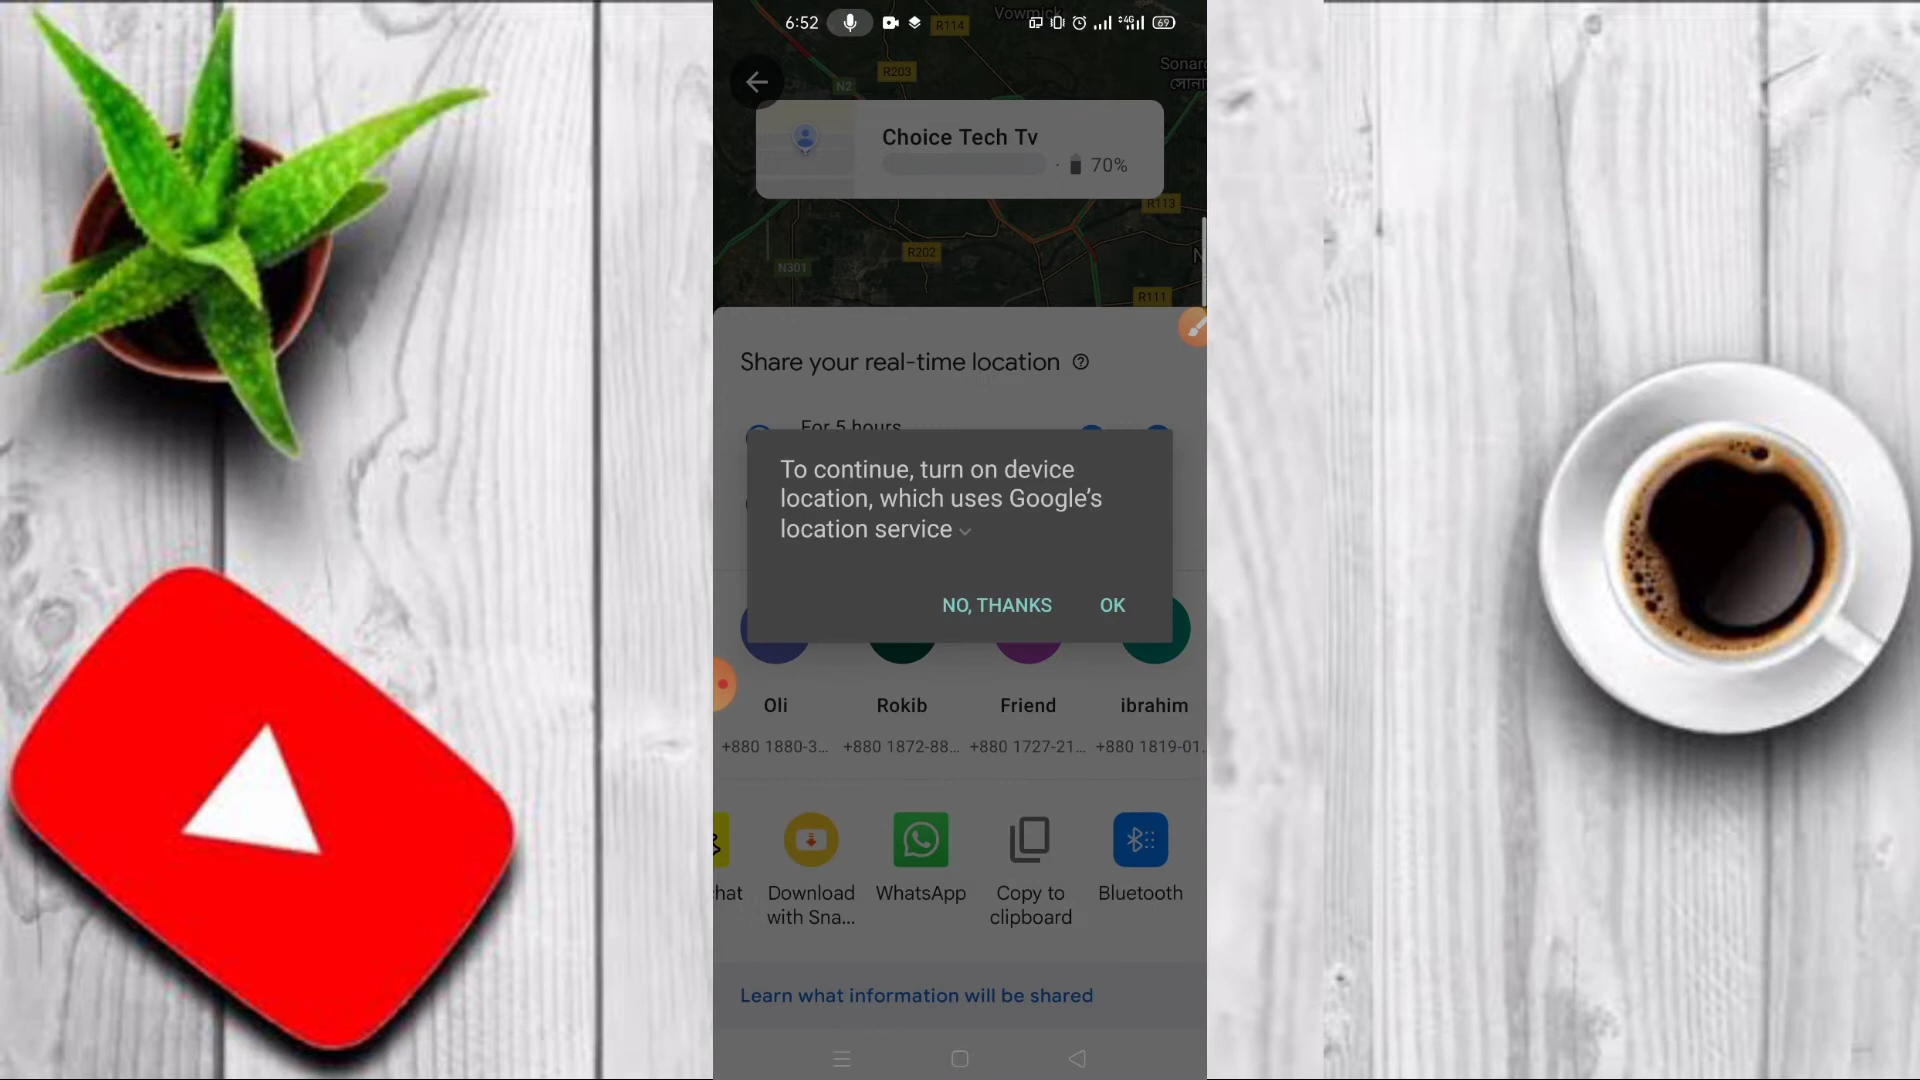 6:52
4G
69
Vowmick
R114
R203
N2
Sonar
সোনা
Choice Tech Tv
· 70%
R113
R202
N301
N
R111
Share your real-time location
For 5 hours
To continue, turn on device
location, which uses Google’s
location service
NO, THANKS OK
Oli Rokib Friend ibrahim
+880 1880-3... +880 1872-88... +880 1727-21... +880 1819-01.
hat Download WhatsApp Copy to Bluetooth
with Sna... clipboard
Learn what information will be shared